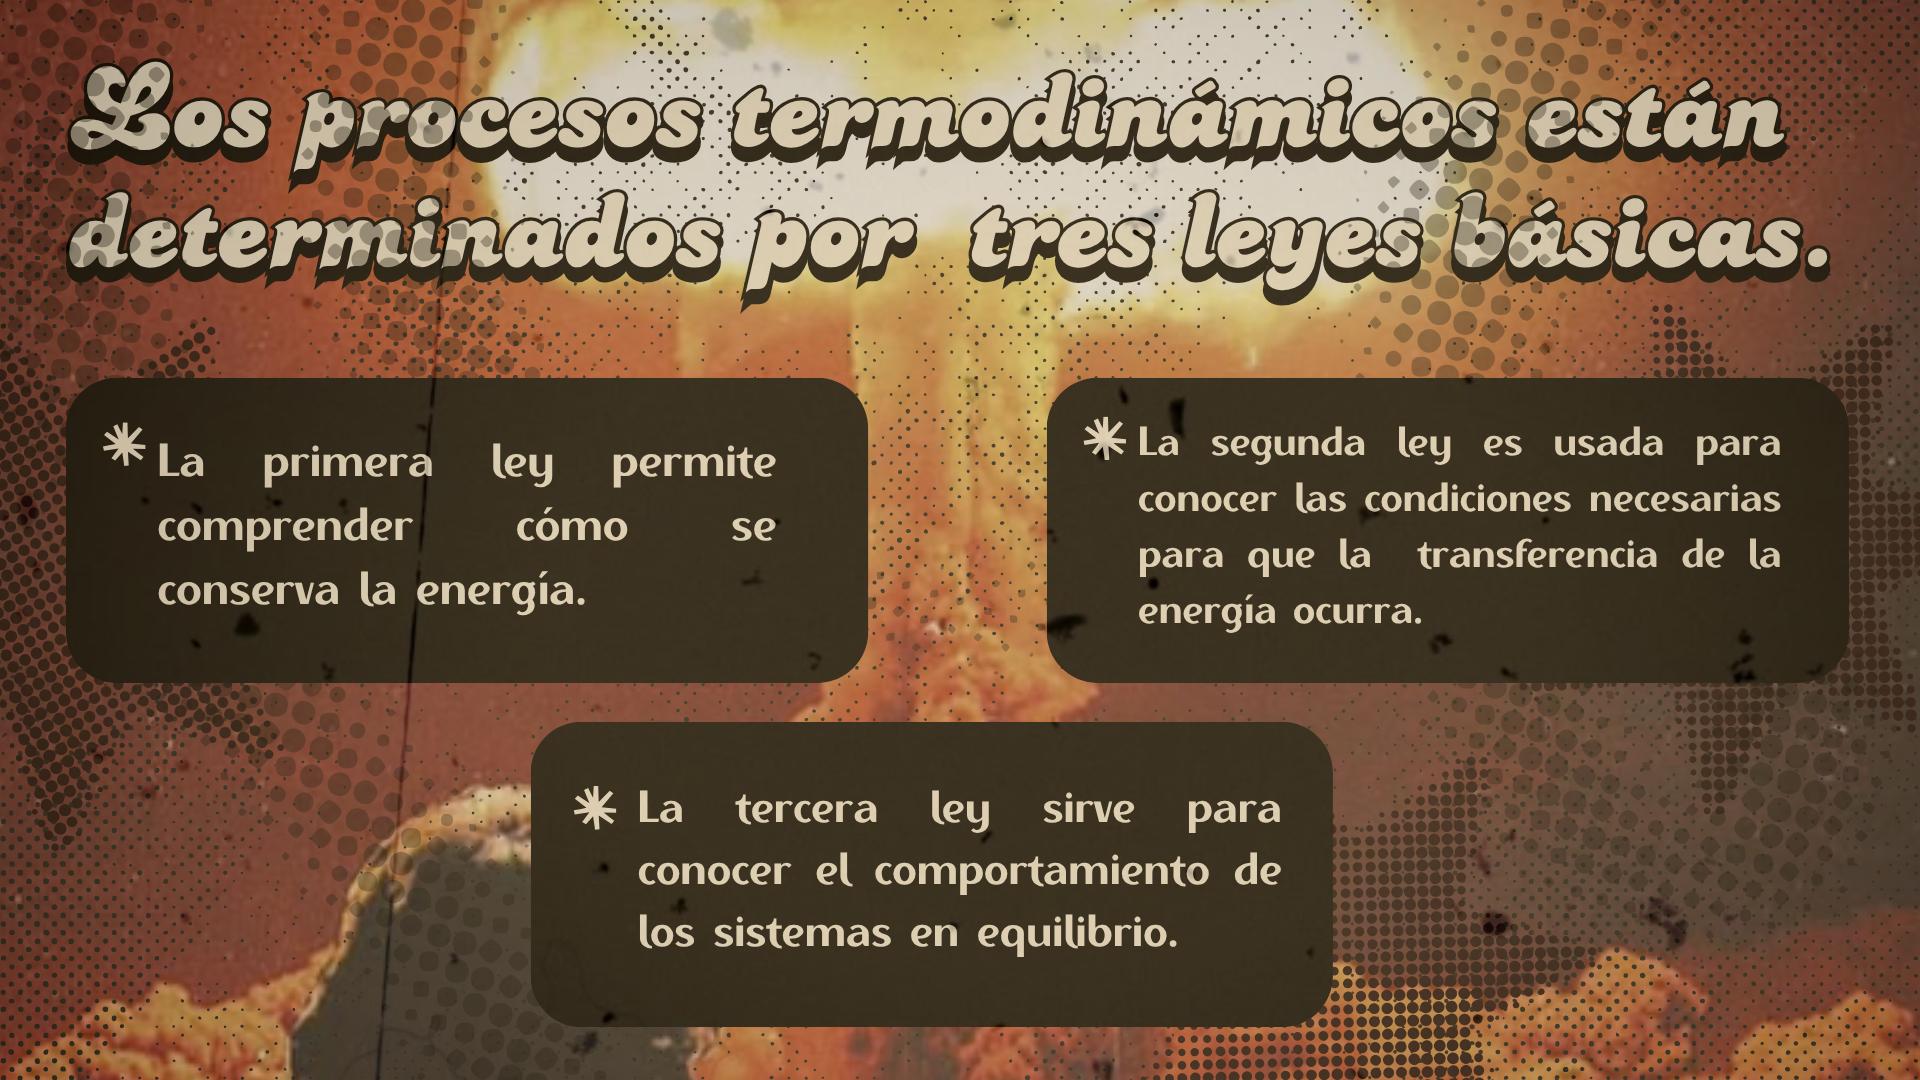 Los procesos termodinámicos están
determinados por tres leyes básicas.
La primera ley permite
comprender cómo se
conserva la energía.
La segunda ley es usada para
conocer las condiciones necesarias
para que la transferencia de la
energía ocurra.
La tercera ley sirve para
conocer el comportamiento de
los sistemas en equilibrio.